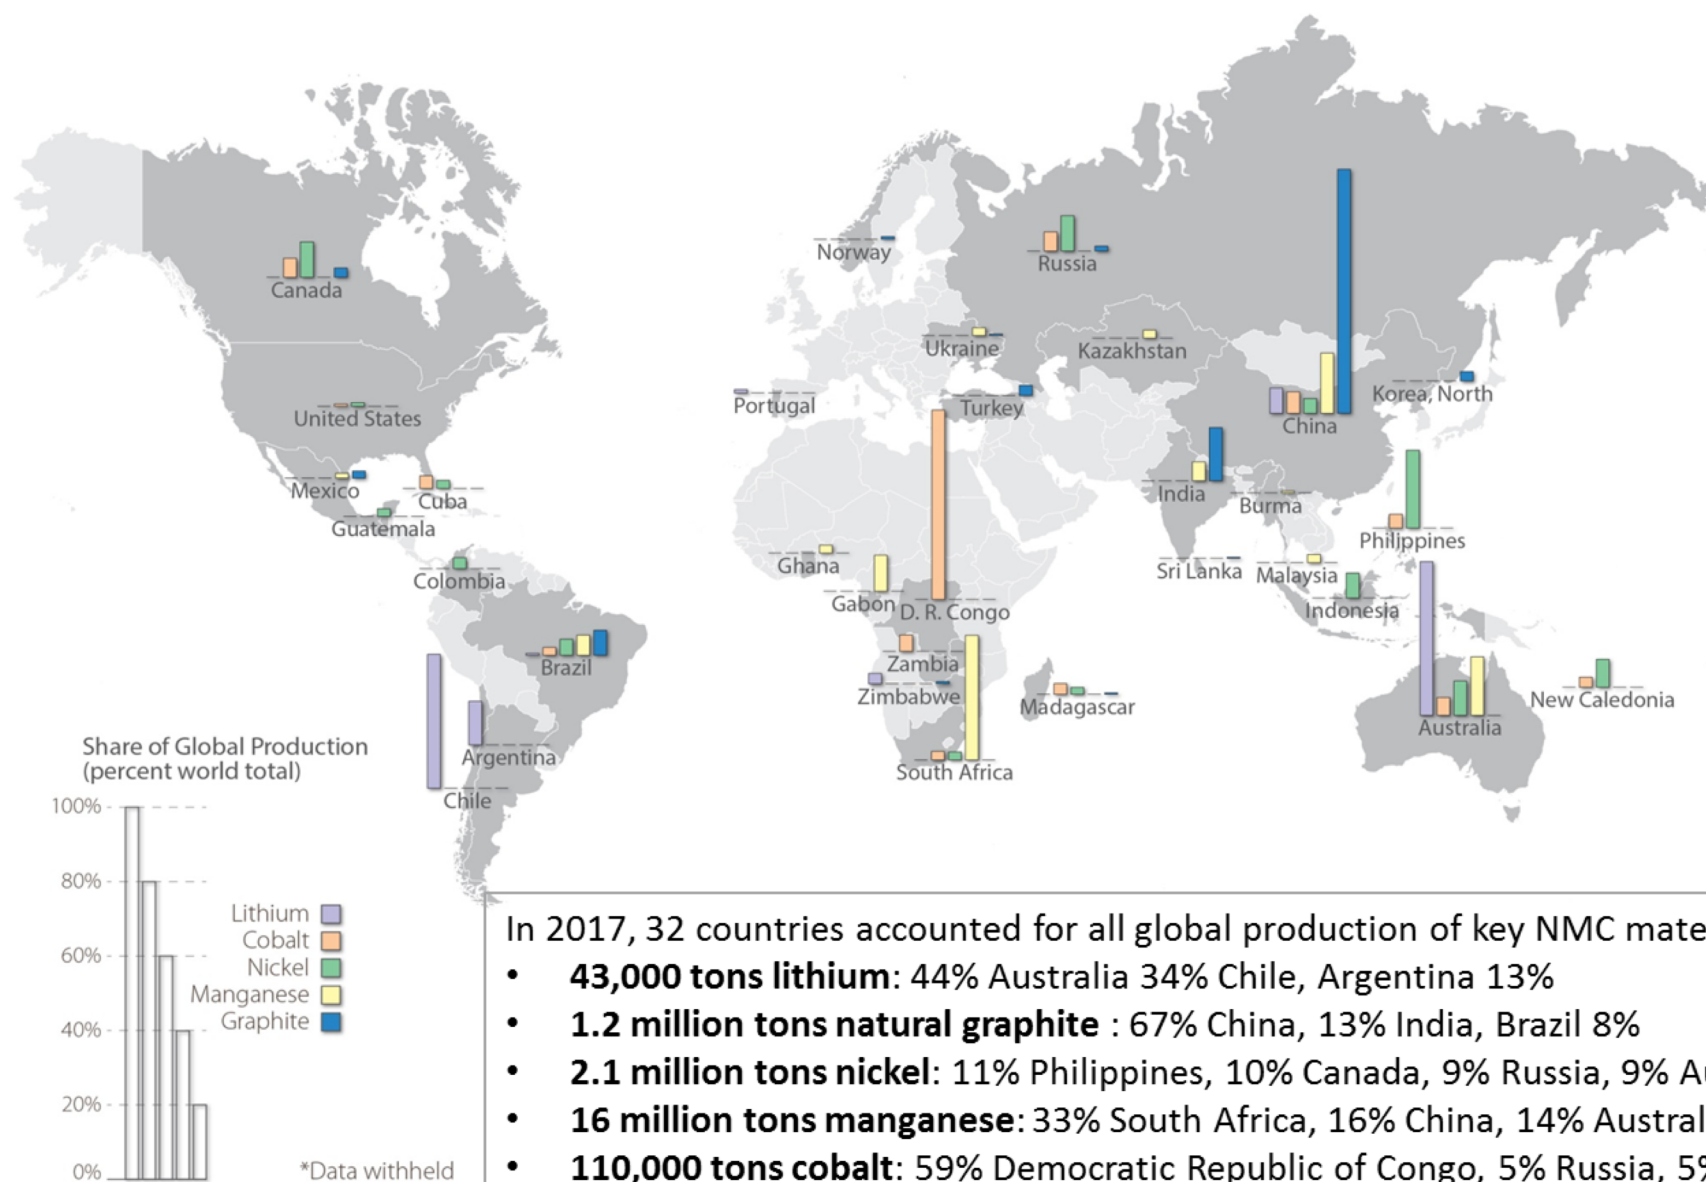 Canada
United States
Mexico
Cuba
Guatemala
Colombia
Brazil
Argentina
Chile
Norway
Russia
Ukraine
Kazakhstan
Portugal
Turkey
China
Korea, North
India
Burma
Philippines
Sri Lanka
Malaysia
Indonesia
Ghana
Gabon
D. R. Congo
Zambia
Zimbabwe
Madagascar
South Africa
Australia
New Caledonia
Share of Global Production
(percent world total)
100%
80%
60%
40%
20%
0%
Lithium
Cobalt
Nickel
Manganese
Graphite
*Data withheld
In 2017, 32 countries accounted for all global production of key NMC mate
• 43,000 tons lithium: 44% Australia 34% Chile, Argentina 13%
• 1.2 million tons natural graphite : 67% China, 13% India, Brazil 8%
• 2.1 million tons nickel: 11% Philippines, 10% Canada, 9% Russia, 9% Au
• 16 million tons manganese: 33% South Africa, 16% China, 14% Austral
• 110,000 tons cobalt: 59% Democratic Republic of Congo, 5% Russia, 5%